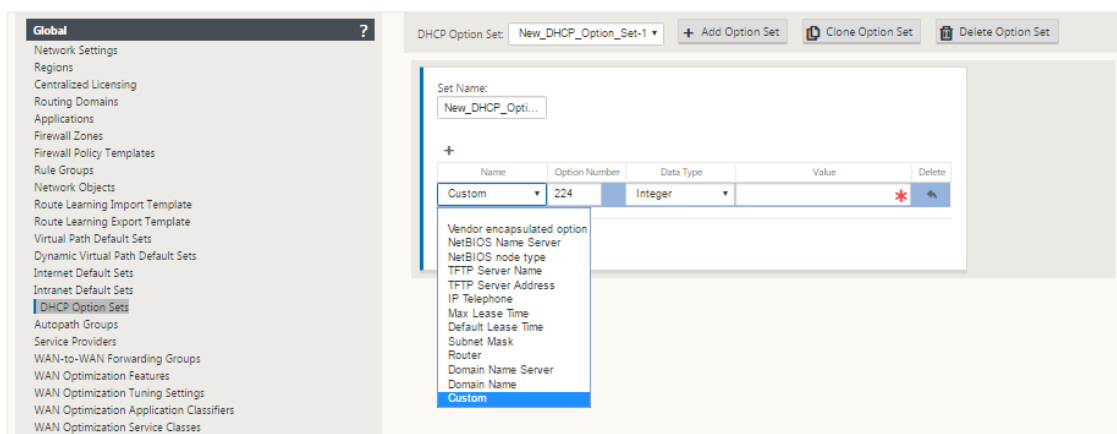 Global ?
Network Settings
Regions
Centralized Licensing
Routing Domains
Applications
Firewall Zones
Firewall Policy Templates
Rule Groups
Network Objects
Route Learning Import Template
Route Learning Export Template
Virtual Path Default Sets
Dynamic Virtual Path Default Sets
Internet Default Sets
Intranet Default Sets
DHCP Option Sets
Autopath Groups
Service Providers
WAN-to-WAN Forwarding Groups
WAN Optimization Features
WAN Optimization Tuning Settings
WAN Optimization Application Classifiers
WAN Optimization Service Classes
DHCP Option Set: New_DHCP_Option_Set-1 + Add Option Set Clone Option Set Delete Option Set
Set Name:
New_DHCP_Opti...
+
Name Option Number Data Type Value Delete
Custom 224 Integer *
Vendor encapsulated option
NetBIOS Name Server
NetBIOS node type
TFTP Server Name
TFTP Server Address
IP Telephone
Max Lease Time
Default Lease Time
Subnet Mask
Router
Domain Name Server
Domain Name
Custom